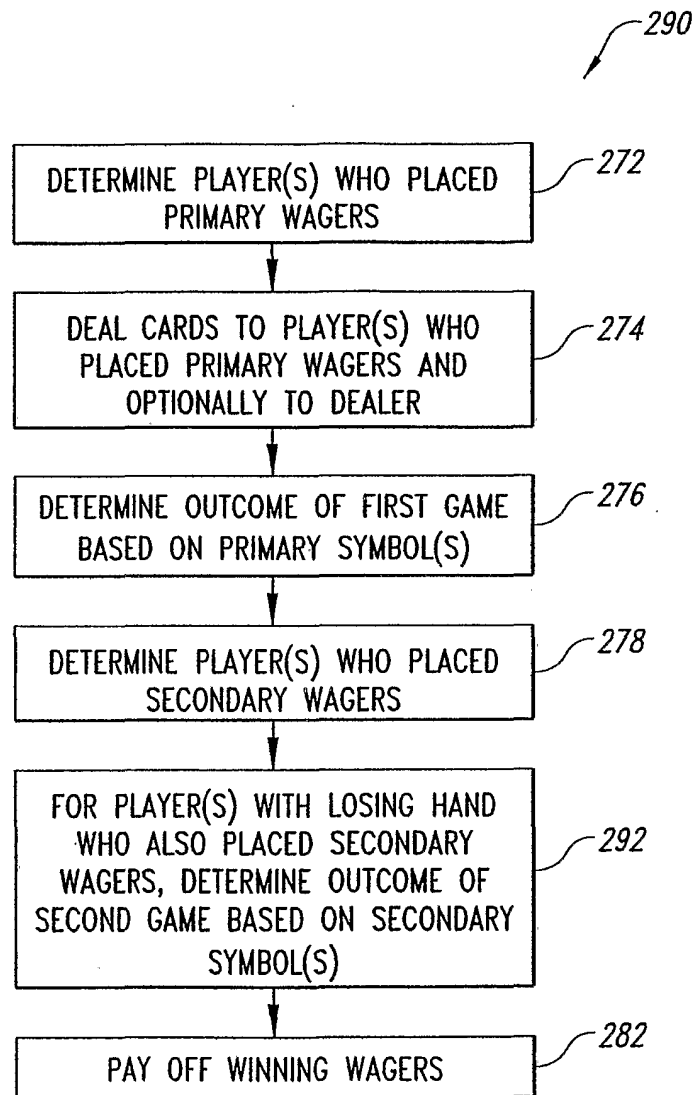 290
DETERMINE PLAYER(S) WHO PLACED
PRIMARY WAGERS
272
DEAL CARDS TO PLAYER(S) WHO
PLACED PRIMARY WAGERS AND
OPTIONALLY TO DEALER
274
DETERMINE OUTCOME OF FIRST GAME
BASED ON PRIMARY SYMBOL(S)
276
DETERMINE PLAYER(S) WHO PLACED
SECONDARY WAGERS
278
FOR PLAYER(S) WITH LOSING HAND
WHO ALSO PLACED SECONDARY
WAGERS, DETERMINE OUTCOME OF
SECOND GAME BASED ON SECONDARY
SYMBOL(S)
292
PAY OFF WINNING WAGERS
282